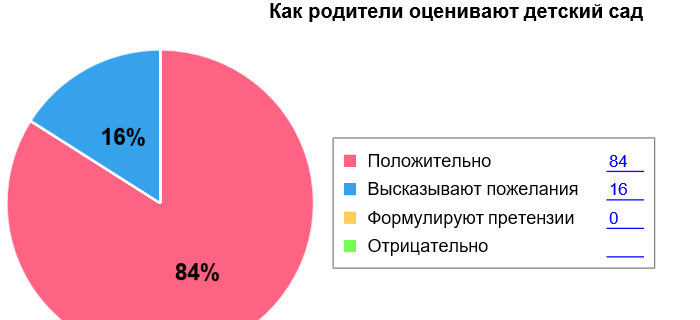 Как родители оценивают детский сад
16%
Положительно 84
Высказывают пожелания 16
Формулируют претензии 0
Отрицательно
84%